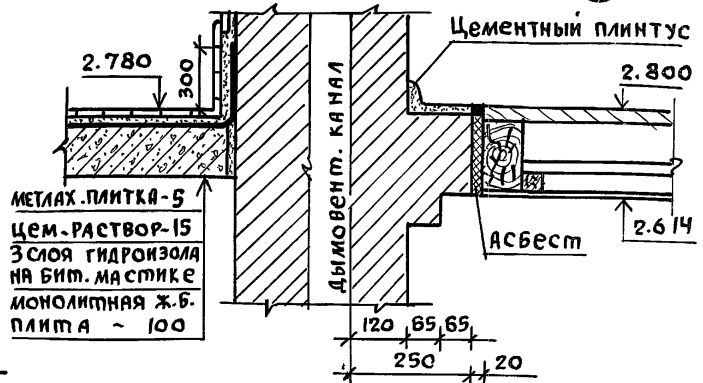 Цементный плинтус
2.780
300
2.800
ДЫМОВЕНТ. КАНАЛ
МЕТЛАХ. ПЛИТКА-5
ЦЕМ-РАСТВОР-15
3 СЛОЯ ГИДРОИЗОЛА
НА БИТ. МАСТИКЕ
МОНОЛИТНАЯ Ж.Б.
ПЛИТА ~ 100
АСБЕСТ
2.614
120 65 65
250 20